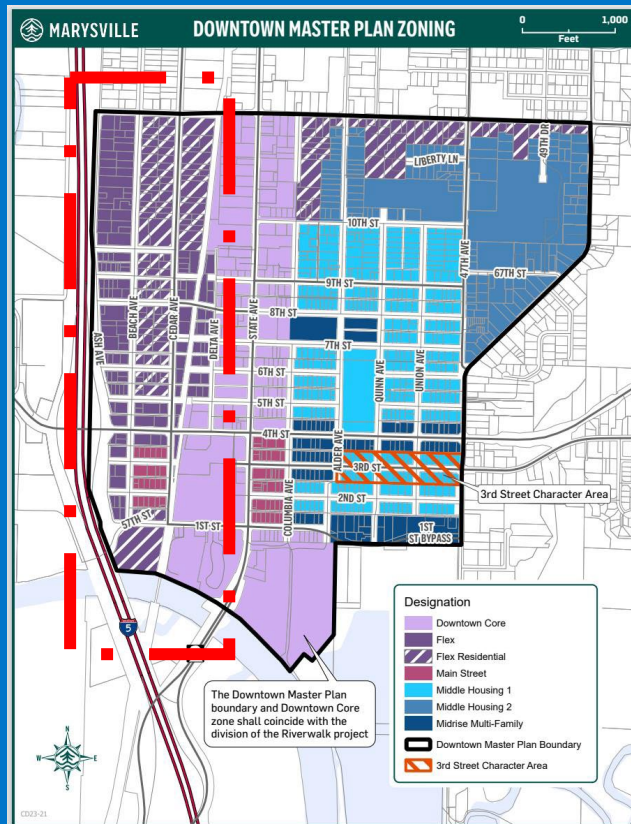 MARYSVILLE
DOWNTOWN MASTER PLAN ZONING
0 1,000
Feet
LIBERTY LN
49TH DR
10TH ST
47TH AVE
9TH ST
67TH ST
BEACH AVE
CEDAR AVE
DELTA AVE
STATE AVE
8TH ST
7TH ST
ASH AVE
6TH ST
QUINN AVE
UNION AVE
5TH ST
4TH ST
ALDER AVE
3RD ST
3rd Street Character Area
COLUMBIA AVE
2ND ST
57TH ST
1ST ST
1ST
ST BYPASS
5
Designation
Downtown Core
Flex
Flex Residential
Main Street
Middle Housing 1
Middle Housing 2
Midrise Multi-Family
Downtown Master Plan Boundary
3rd Street Character Area
The Downtown Master Plan
boundary and Downtown Core
zone shall coincide with the
division of the Riverwalk project
N
W E
S
CD23-21